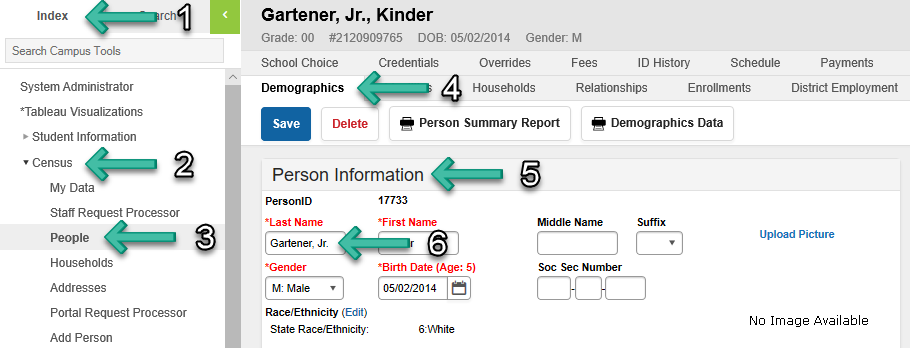 Index
1
Search Campus Tools
System Administrator
*Tableau Visualizations
Student Information
Census
2
My Data
Staff Request Processor
People
3
Households
Addresses
Portal Request Processor
Add Person
Gartener, Jr., Kinder
Grade: 00 #2120909765 DOB: 05/02/2014 Gender: M
School Choice Credentials Overrides Fees ID History Schedule Payments
Demographics 4 Households Relationships Enrollments District Employment
Save Delete Person Summary Report Demographics Data
Person Information 5
PersonID 17733
*Last Name *First Name Middle Name Suffix
Gartener, Jr. 6
Upload Picture
*Gender *Birth Date (Age: 5) Soc Sec Number
M: Male 05/02/2014 - -
Race/Ethnicity (Edit)
State Race/Ethnicity: 6:White
No Image Available